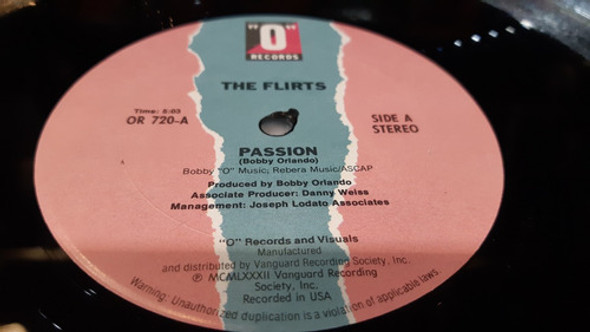 "O"
RECORDS
THE FLIRTS
Time: 5:03
OR 720-A
SIDE A
STEREO
PASSION
(Bobby Orlando)
Bobby "O" Music; Rebera Music/ASCAP
Produced by Bobby Orlando
Associate Producer: Danny Weiss
Management: Joseph Lodato Associates
"O" Records and Visuals
Manufactured
and distributed by Vanguard Recording Society, Inc.
℗ MCMLXXXII Vanguard Recording
Society, Inc.
Recorded in USA
Warning: Unauthorized duplication is a violation of applicable laws.